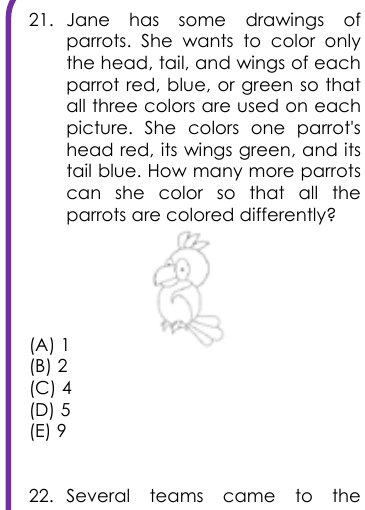 21. Jane has some drawings of
parrots. She wants to color only
the head, tail, and wings of each
parrot red, blue, or green so that
all three colors are used on each
picture. She colors one parrot's
head red, its wings green, and its
tail blue. How many more parrots
can she color so that all the
parrots are colored differently?
(A) 1
(B) 2
(C) 4
(D) 5
(E) 9
22. Several teams came to the